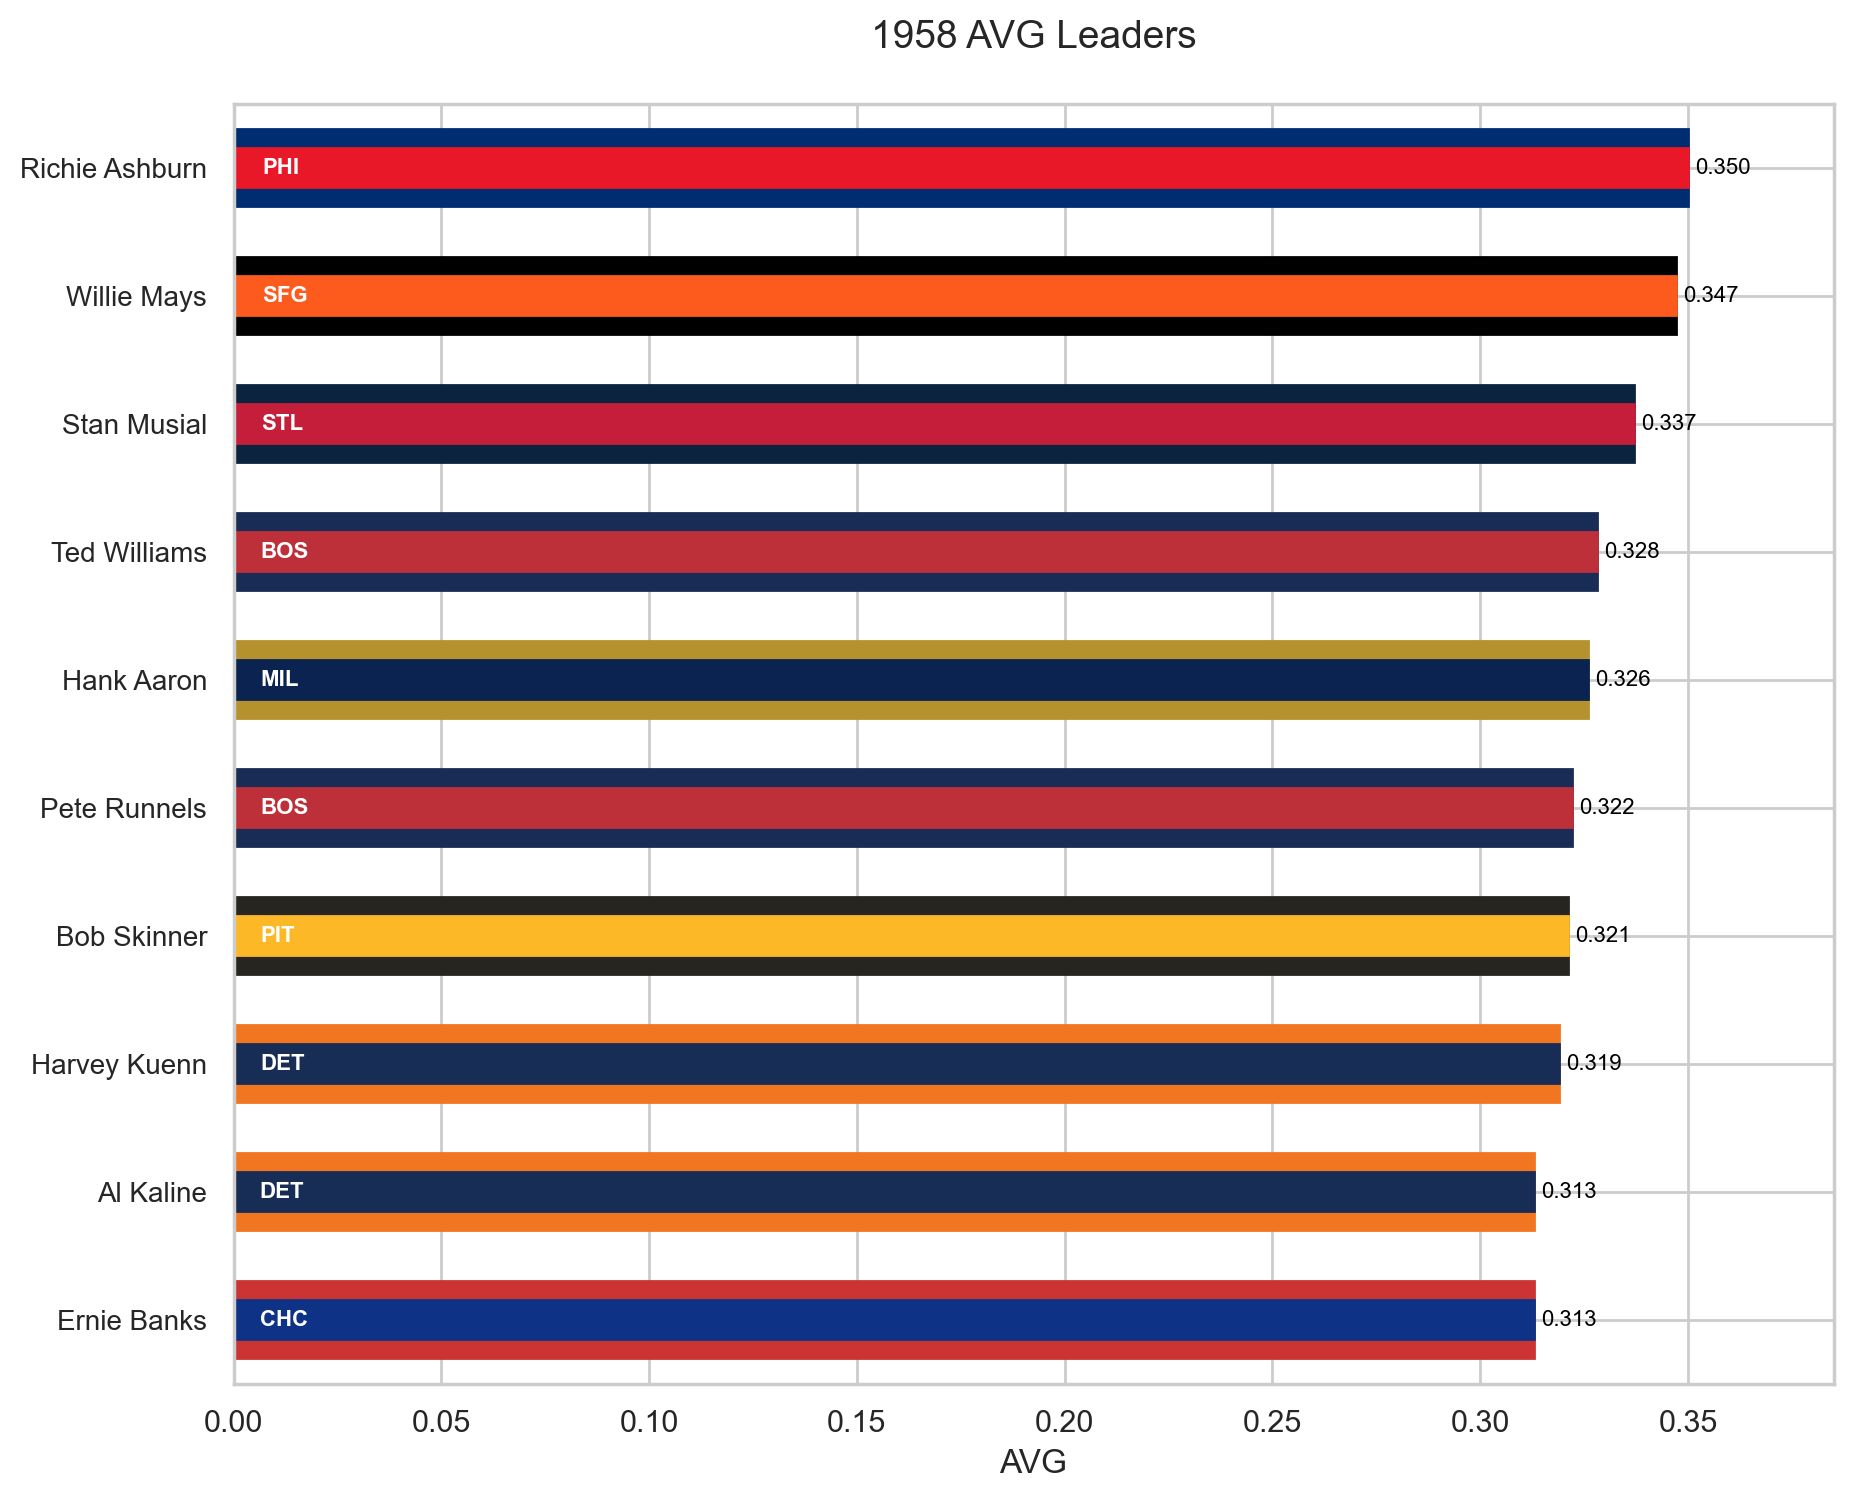 1958 AVG Leaders
Richie Ashburn PHI 0.350
Willie Mays SFG 0.347
Stan Musial STL 0.337
Ted Williams BOS 0.328
Hank Aaron MIL 0.326
Pete Runnels BOS 0.322
Bob Skinner PIT 0.321
Harvey Kuenn DET 0.319
Al Kaline DET 0.313
Ernie Banks CHC 0.313
0.00 0.05 0.10 0.15 0.20 0.25 0.30 0.35
AVG